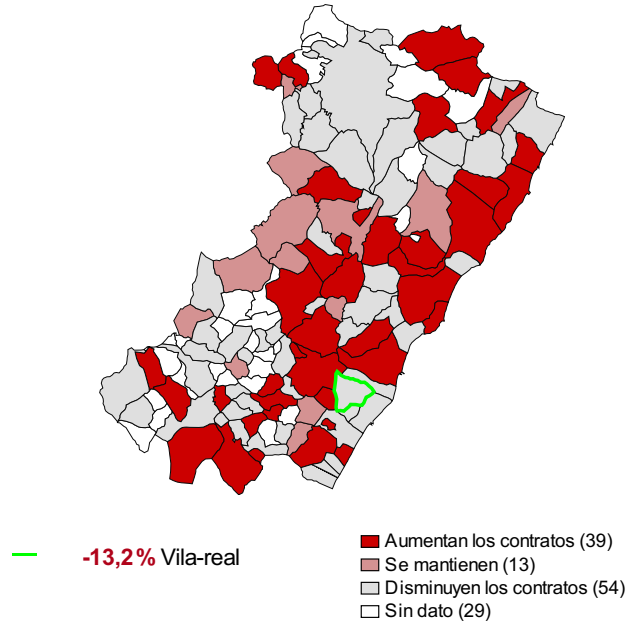 -13,2% Vila-real
Aumentan los contratos (39)
Se mantienen (13)
Disminuyen los contratos (54)
Sin dato (29)